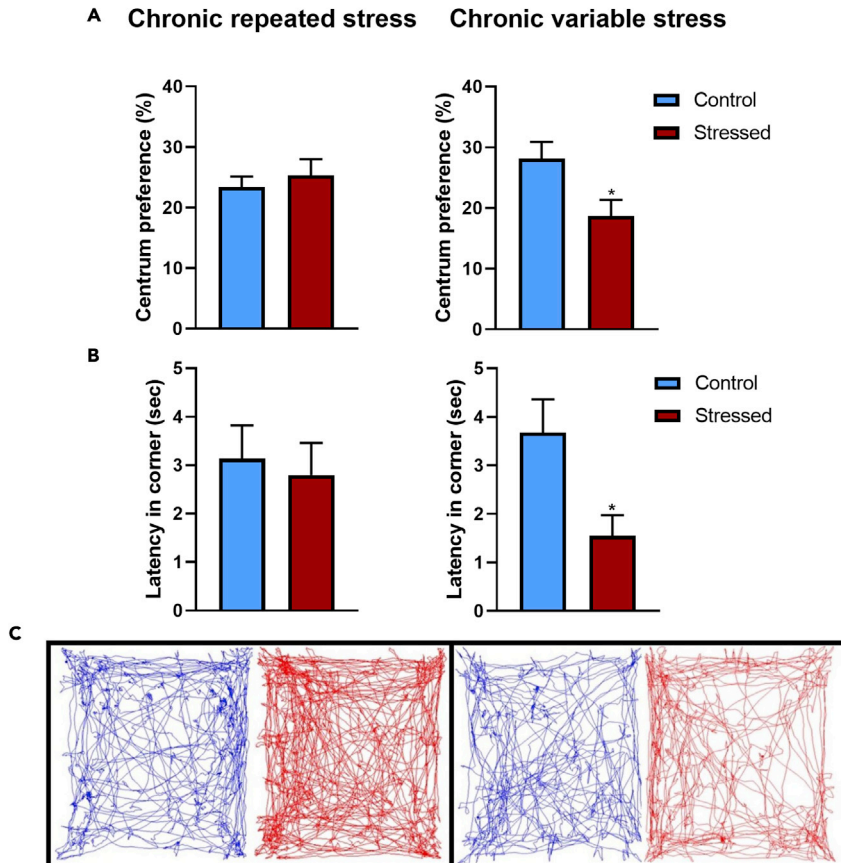 A Chronic repeated stress Chronic variable stress
Centrum preference (%)
40
30
20
10
0
Centrum preference (%)
40
30
20
10
0
*
Control
Stressed
B
Latency in corner (sec)
5
4
3
2
1
0
Latency in corner (sec)
5
4
3
2
1
0
*
Control
Stressed
C